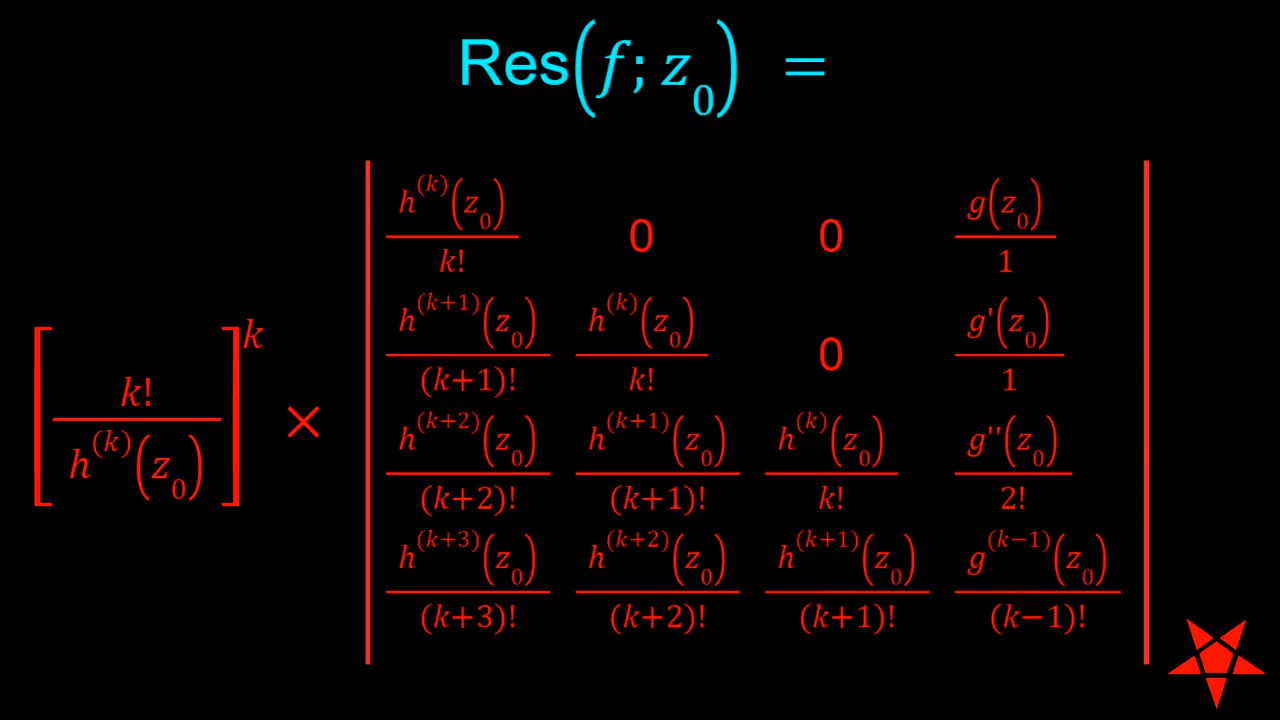 Res(f; z₀) =
[k! / h⁽ᵏ⁾(z₀)]ᵏ ×
h⁽ᵏ⁾(z₀)/k! 0 0 g(z₀)/1
h⁽ᵏ⁺¹⁾(z₀)/(k+1)! h⁽ᵏ⁾(z₀)/k! 0 g'(z₀)/1
h⁽ᵏ⁺²⁾(z₀)/(k+2)! h⁽ᵏ⁺¹⁾(z₀)/(k+1)! h⁽ᵏ⁾(z₀)/k! g''(z₀)/2!
h⁽ᵏ⁺³⁾(z₀)/(k+3)! h⁽ᵏ⁺²⁾(z₀)/(k+2)! h⁽ᵏ⁺¹⁾(z₀)/(k+1)! g⁽ᵏ⁻¹⁾(z₀)/(k−1)!